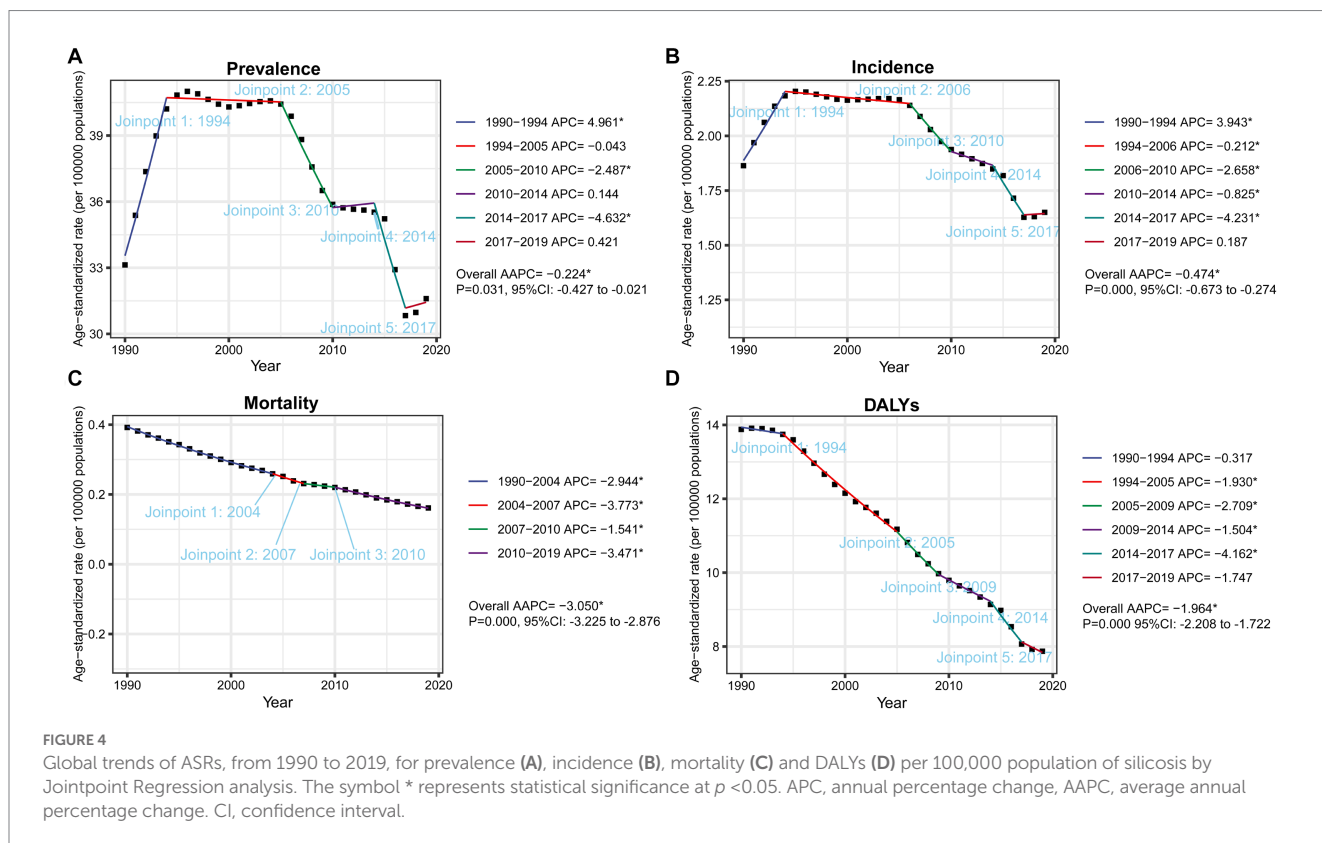 A
Prevalence
Age−standardized rate (per 100000 populations)
39
36
33
30
1990
2000
2010
2020
Year
Joinpoint 1: 1994
Joinpoint 2: 2005
Joinpoint 3: 2010
Joinpoint 4: 2014
Joinpoint 5: 2017
1990−1994 APC= 4.961*
1994−2005 APC= −0.043
2005−2010 APC= −2.487*
2010−2014 APC= 0.144
2014−2017 APC= −4.632*
2017−2019 APC= 0.421
Overall AAPC= −0.224*
P=0.031, 95%CI: -0.427 to -0.021
B
Incidence
Age−standardized rate (per 100000 populations)
2.25
2.00
1.75
1.50
1.25
1990
2000
2010
2020
Year
Joinpoint 1: 1994
Joinpoint 2: 2006
Joinpoint 3: 2010
Joinpoint 4: 2014
Joinpoint 5: 2017
1990−1994 APC= 3.943*
1994−2006 APC= −0.212*
2006−2010 APC= −2.658*
2010−2014 APC= −0.825*
2014−2017 APC= −4.231*
2017−2019 APC= 0.187
Overall AAPC= −0.474*
P=0.000, 95%CI: -0.673 to -0.274
C
Mortality
Age−standardized rate (per 100000 populations)
0.4
0.2
0.0
−0.2
1990
2000
2010
2020
Year
Joinpoint 1: 2004
Joinpoint 2: 2007
Joinpoint 3: 2010
1990−2004 APC= −2.944*
2004−2007 APC= −3.773*
2007−2010 APC= −1.541*
2010−2019 APC= −3.471*
Overall AAPC= −3.050*
P=0.000, 95%CI: -3.225 to -2.876
D
DALYs
Age−standardized rate (per 100000 populations)
14
12
10
8
1990
2000
2010
2020
Year
Joinpoint 1: 1994
Joinpoint 2: 2005
Joinpoint 3: 2009
Joinpoint 4: 2014
Joinpoint 5: 2017
1990−1994 APC= −0.317
1994−2005 APC= −1.930*
2005−2009 APC= −2.709*
2009−2014 APC= −1.504*
2014−2017 APC= −4.162*
2017−2019 APC= −1.747
Overall AAPC= −1.964*
P=0.000 95%CI: -2.208 to -1.722
FIGURE 4
Global trends of ASRs, from 1990 to 2019, for prevalence (A), incidence (B), mortality (C) and DALYs (D) per 100,000 population of silicosis by
Jointpoint Regression analysis. The symbol * represents statistical significance at p <0.05. APC, annual percentage change, AAPC, average annual
percentage change. CI, confidence interval.